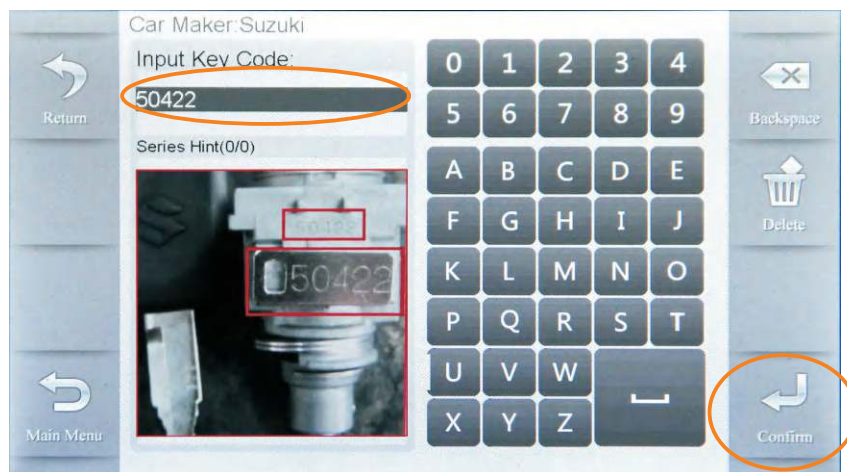 Car Maker:Suzuki
Input Key Code:
50422
Series Hint(0/0)
50422
50422
0 1 2 3 4
5 6 7 8 9
A B C D E
F G H I J
K L M N O
P Q R S T
U V W
X Y Z
Return
Main Menu
Backspace
Delete
Confirm